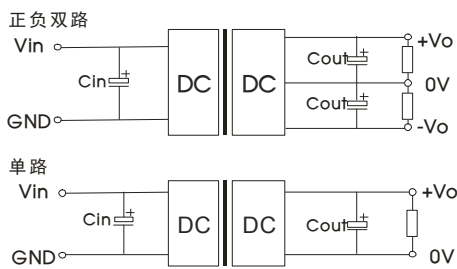 正负双路
Vin
+Vo
Cout
Cin
DC
DC
0V
Cout
GND
-Vo
单路
Vin
+Vo
Cin
DC
DC
Cout
GND
0V